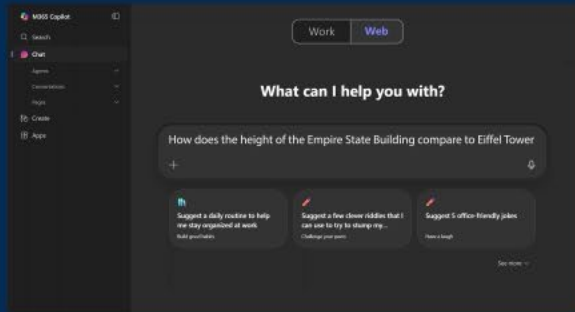 M365 Copilot
Search
Chat
Agents
Conversations
Pages
Create
Apps
Work Web
What can I help you with?
How does the height of the Empire State Building compare to Eiffel Tower
Suggest a daily routine to help
me stay organized at work
Build good habits
Suggest a few clever riddles that I
can use to try to stump my...
Challenge your peers
Suggest 5 office-friendly jokes
Have a laugh
See more